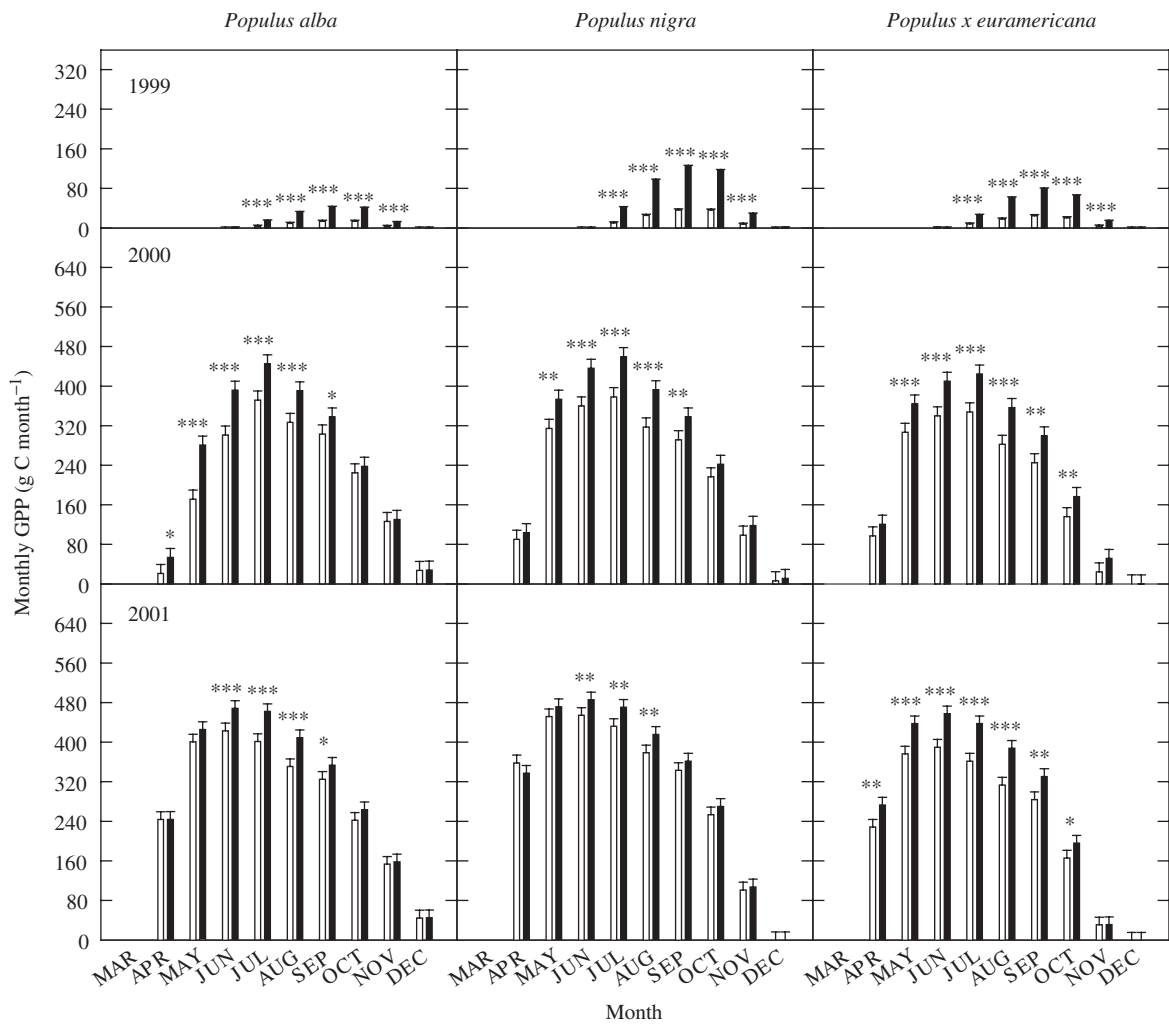 Populus alba Populus nigra Populus x euramericana
1999
320
240
160
80
0
*** *** *** *** ***
*** *** *** *** ***
*** *** *** *** ***
2000
640
560
480
400
320
240
160
80
0
* *** *** *** *** *
** *** *** *** **
*** *** *** *** ** **
2001
640
560
480
400
320
240
160
80
0
*** *** *** *
** ** **
** *** *** *** *** ** *
Monthly GPP (g C month−1)
MAR APR MAY JUN JUL AUG SEP OCT NOV DEC MAR APR MAY JUN JUL AUG SEP OCT NOV DEC MAR APR MAY JUN JUL AUG SEP OCT NOV DEC
Month